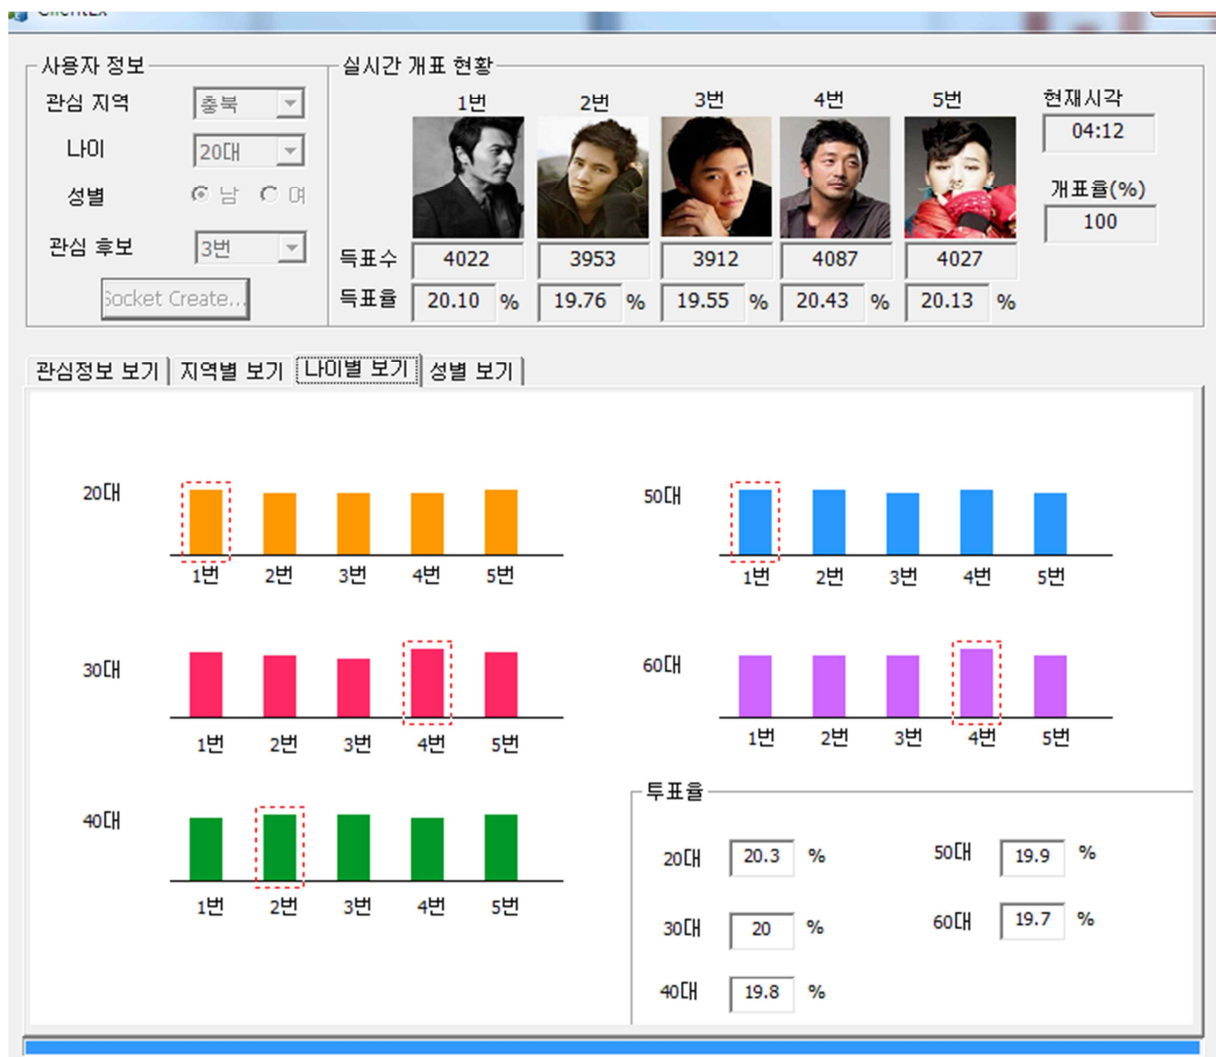 ClientEx
사용자 정보
관심 지역 충북
나이 20대
성별 남 여
관심 후보 3번
Socket Create...
실시간 개표 현황
1번 2번 3번 4번 5번
득표수 4022 3953 3912 4087 4027
득표율 20.10 % 19.76 % 19.55 % 20.43 % 20.13 %
현재시각
04:12
개표율(%)
100
관심정보 보기 지역별 보기 나이별 보기 성별 보기
20대
1번 2번 3번 4번 5번
30대
1번 2번 3번 4번 5번
40대
1번 2번 3번 4번 5번
50대
1번 2번 3번 4번 5번
60대
1번 2번 3번 4번 5번
투표율
20대 20.3 % 50대 19.9 %
30대 20 % 60대 19.7 %
40대 19.8 %